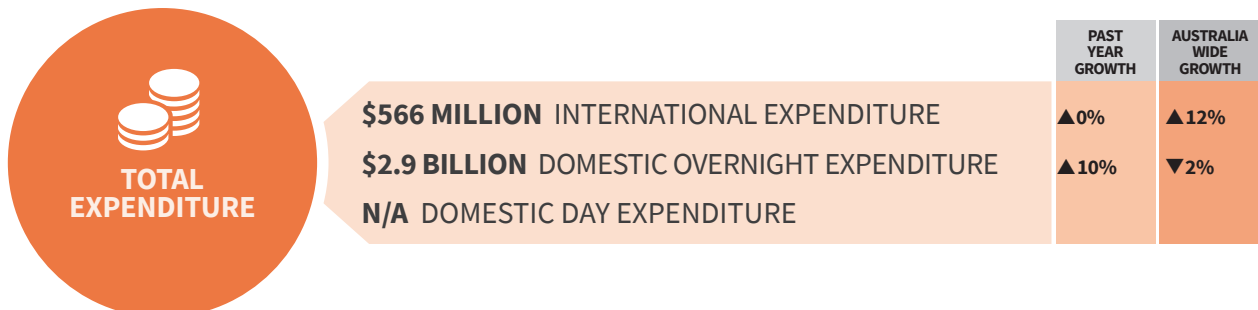 PAST
YEAR
GROWTH
AUSTRALIA
WIDE
GROWTH
TOTAL
EXPENDITURE
$566 MILLION INTERNATIONAL EXPENDITURE ▲0% ▲12%
$2.9 BILLION DOMESTIC OVERNIGHT EXPENDITURE ▲10% ▼2%
N/A DOMESTIC DAY EXPENDITURE